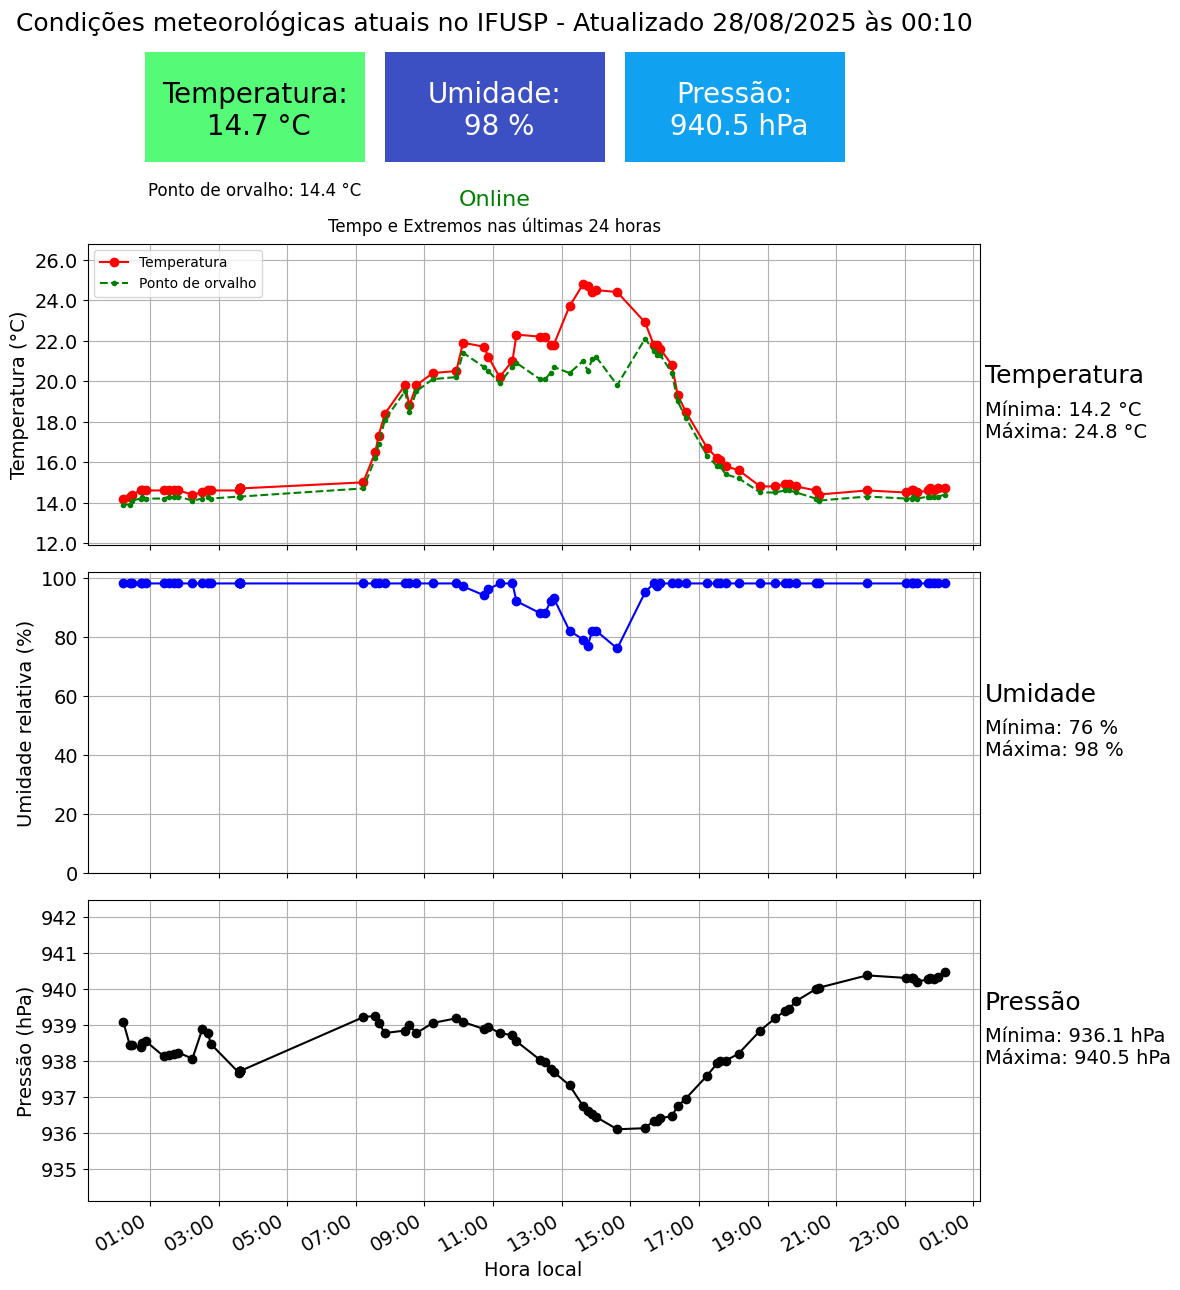 Condições meteorológicas atuais no IFUSP - Atualizado 28/08/2025 às 00:10
Temperatura:
14.7 °C
Umidade:
98 %
Pressão:
940.5 hPa
Ponto de orvalho: 14.4 °C
Online
Tempo e Extremos nas últimas 24 horas
Temperatura
Ponto de orvalho
Temperatura (°C)
26.0
24.0
22.0
20.0
18.0
16.0
14.0
12.0
Temperatura
Mínima: 14.2 °C
Máxima: 24.8 °C
Umidade relativa (%)
100
80
60
40
20
0
Umidade
Mínima: 76 %
Máxima: 98 %
Pressão (hPa)
942
941
940
939
938
937
936
935
Pressão
Mínima: 936.1 hPa
Máxima: 940.5 hPa
01:00
03:00
05:00
07:00
09:00
11:00
13:00
15:00
17:00
19:00
21:00
23:00
01:00
Hora local